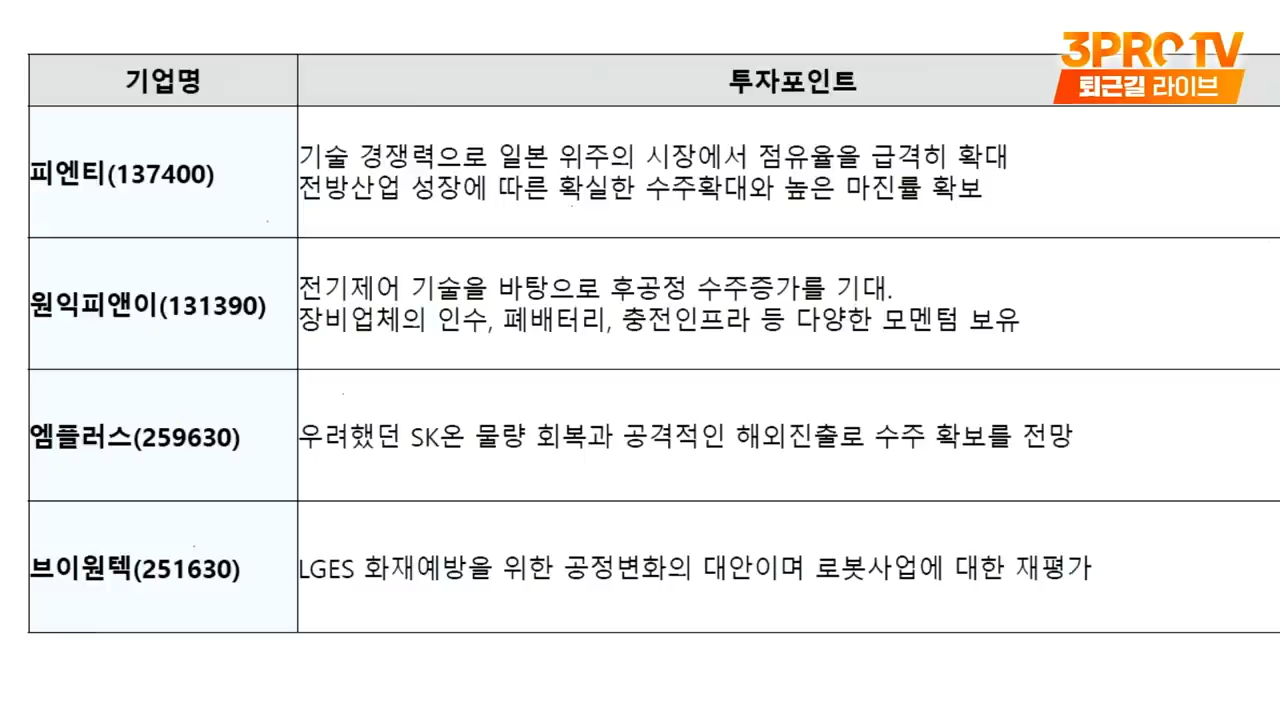 3PRO TV
퇴근길 라이브
기업명
투자포인트
피엔티(137400)
기술 경쟁력으로 일본 위주의 시장에서 점유율을 급격히 확대
전방산업 성장에 따른 확실한 수주확대와 높은 마진률 확보
원익피앤이(131390)
전기제어 기술을 바탕으로 후공정 수주증가를 기대.
장비업체의 인수, 폐배터리, 충전인프라 등 다양한 모멘텀 보유
엠플러스(259630)
우려했던 SK온 물량 회복과 공격적인 해외진출로 수주 확보를 전망
브이원텍(251630)
LGES 화재예방을 위한 공정변화의 대안이며 로봇사업에 대한 재평가